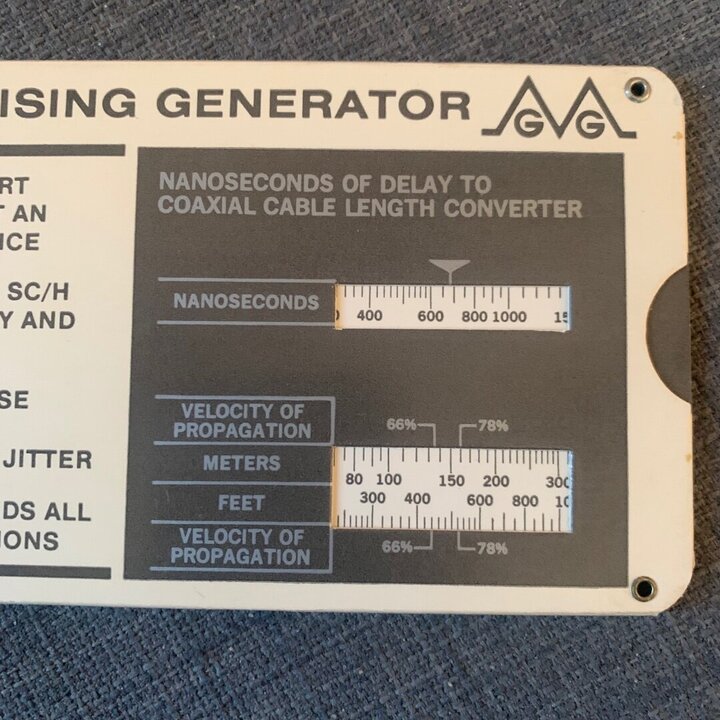 ISING GENERATOR GVG
RT
T AN
ICE
SC/H
Y AND
SE
JITTER
DS ALL
IONS
NANOSECONDS OF DELAY TO
COAXIAL CABLE LENGTH CONVERTER
NANOSECONDS 400 600 800 1000
VELOCITY OF
PROPAGATION 66% 78%
METERS 80 100 150 200 300
FEET 300 400 600 800
VELOCITY OF
PROPAGATION 66% 78%